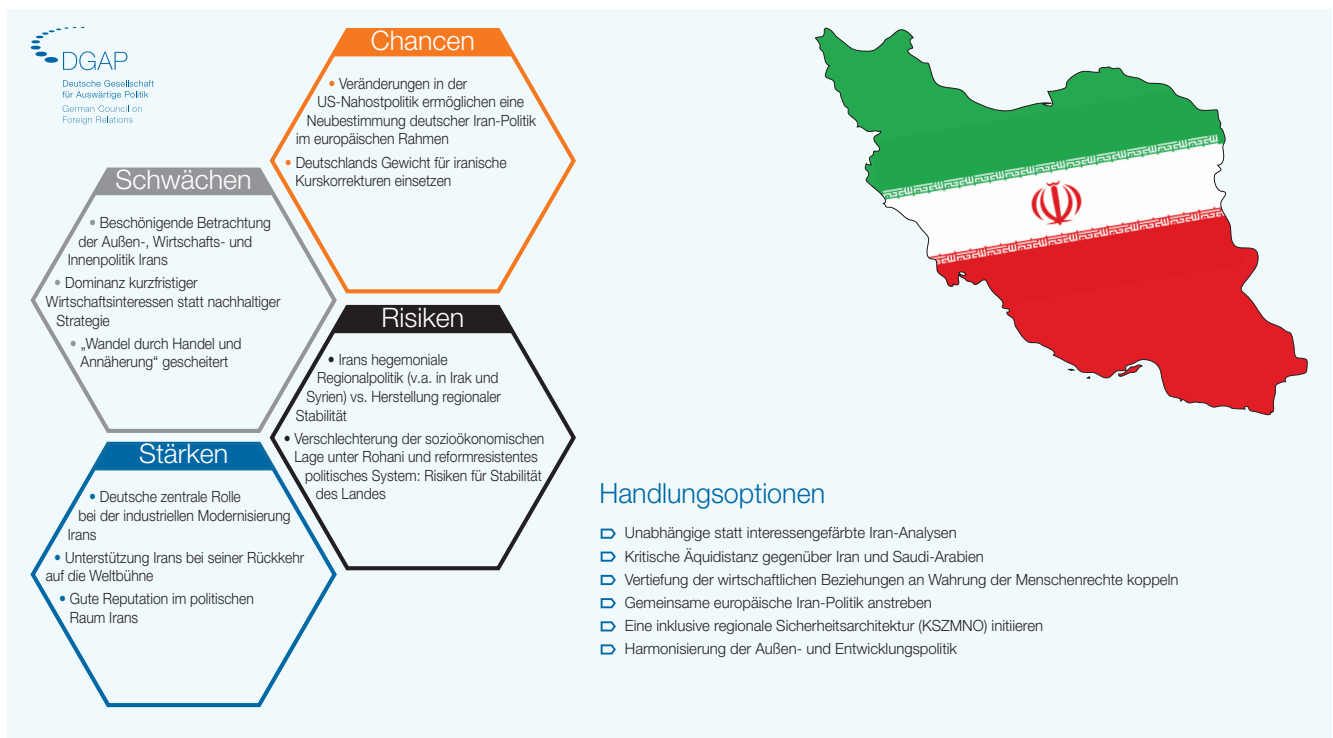 DGAP
Deutsche Gesellschaft
für Auswärtige Politik
German Council on
Foreign Relations
Chancen
• Veränderungen in der
US-Nahostpolitik ermöglichen eine
Neubestimmung deutscher Iran-Politik
im europäischen Rahmen
• Deutschlands Gewicht für iranische
Kurskorrekturen einsetzen
Schwächen
• Beschönigende Betrachtung
der Außen-, Wirtschafts- und
Innenpolitik Irans
• Dominanz kurzfristiger
Wirtschaftsinteressen statt nachhaltiger
Strategie
• „Wandel durch Handel und
Annäherung“ gescheitert
Risiken
• Irans hegemoniale
Regionalpolitik (v.a. in Irak und
Syrien) vs. Herstellung regionaler
Stabilität
• Verschlechterung der sozioökonomischen
Lage unter Rohani und reformresistentes
politisches System: Risiken für Stabilität
des Landes
Stärken
• Deutsche zentrale Rolle
bei der industriellen Modernisierung
Irans
• Unterstützung Irans bei seiner Rückkehr
auf die Weltbühne
• Gute Reputation im politischen
Raum Irans
Handlungsoptionen
Unabhängige statt interessengefärbte Iran-Analysen
Kritische Äquidistanz gegenüber Iran und Saudi-Arabien
Vertiefung der wirtschaftlichen Beziehungen an Wahrung der Menschenrechte koppeln
Gemeinsame europäische Iran-Politik anstreben
Eine inklusive regionale Sicherheitsarchitektur (KSZMNO) initiieren
Harmonisierung der Außen- und Entwicklungspolitik